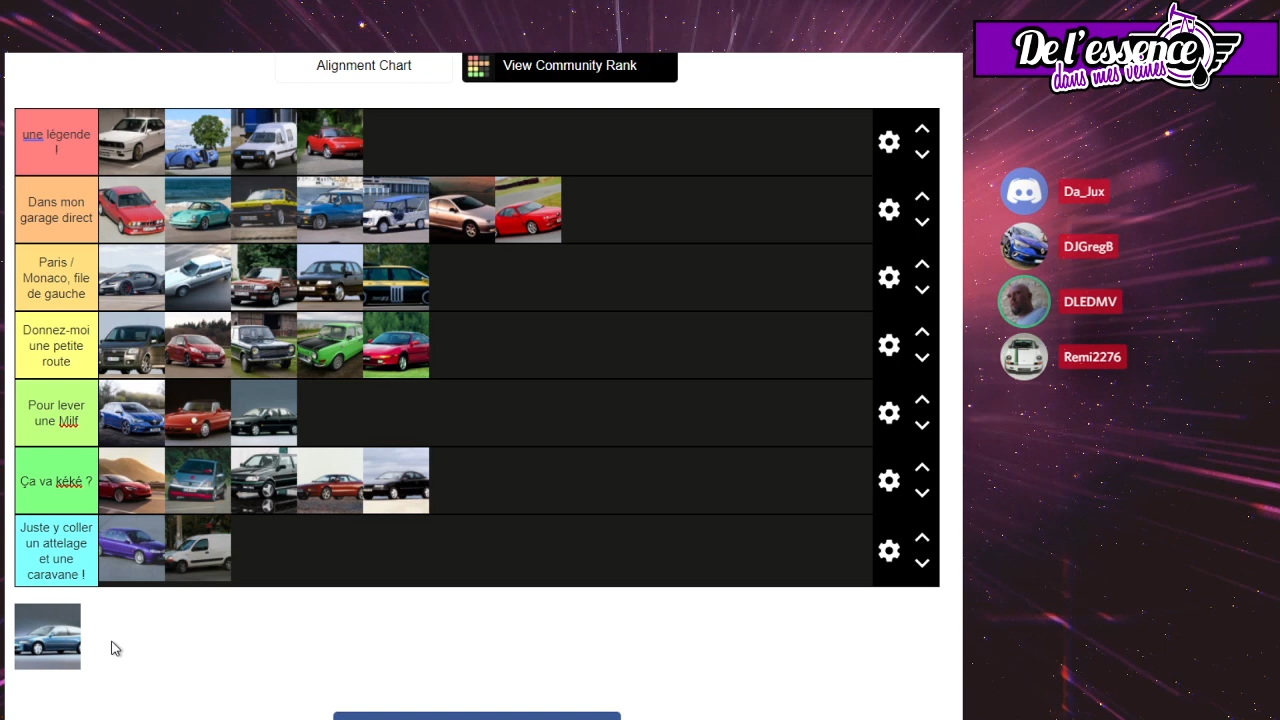 Alignment Chart
View Community Rank
De l'essence
dans mes veines
une légende
!
Dans mon
garage direct
Paris /
Monaco, file
de gauche
Donnez-moi
une petite
route
Pour lever
une Milf
Ça va kéké ?
Juste y coller
un attelage
et une
caravane !
Da_Jux
DJGregB
DLEDMV
Remi2276